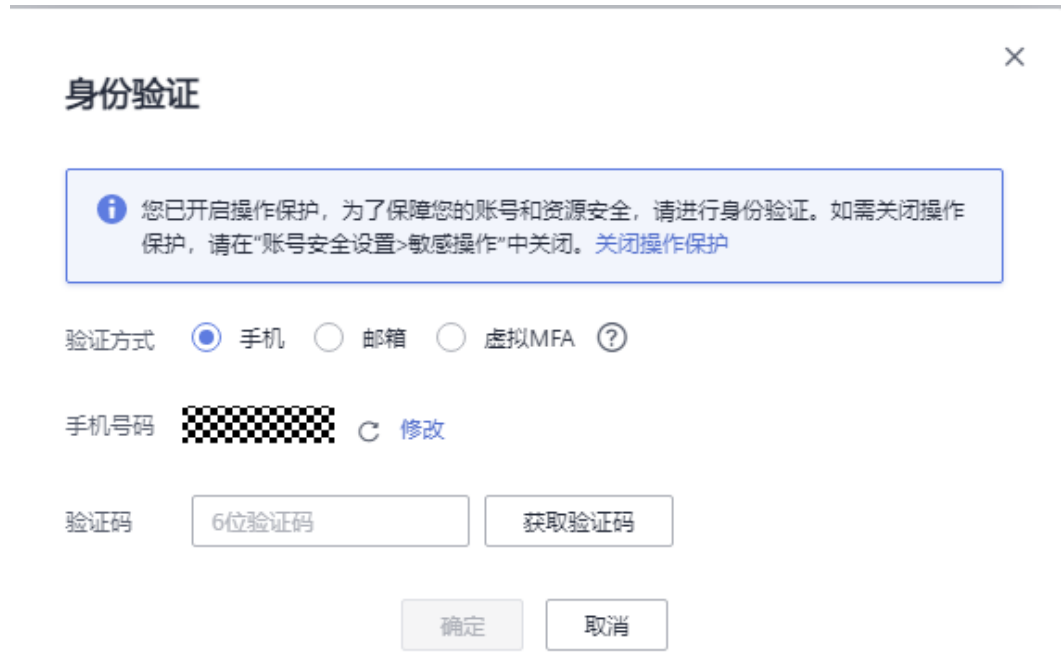 身份验证
您已开启操作保护，为了保障您的账号和资源安全，请进行身份验证。如需关闭操作
保护，请在“账号安全设置>敏感操作”中关闭。关闭操作保护
验证方式 手机 邮箱 虚拟MFA ?
手机号码 修改
验证码 6位验证码 获取验证码
确定 取消